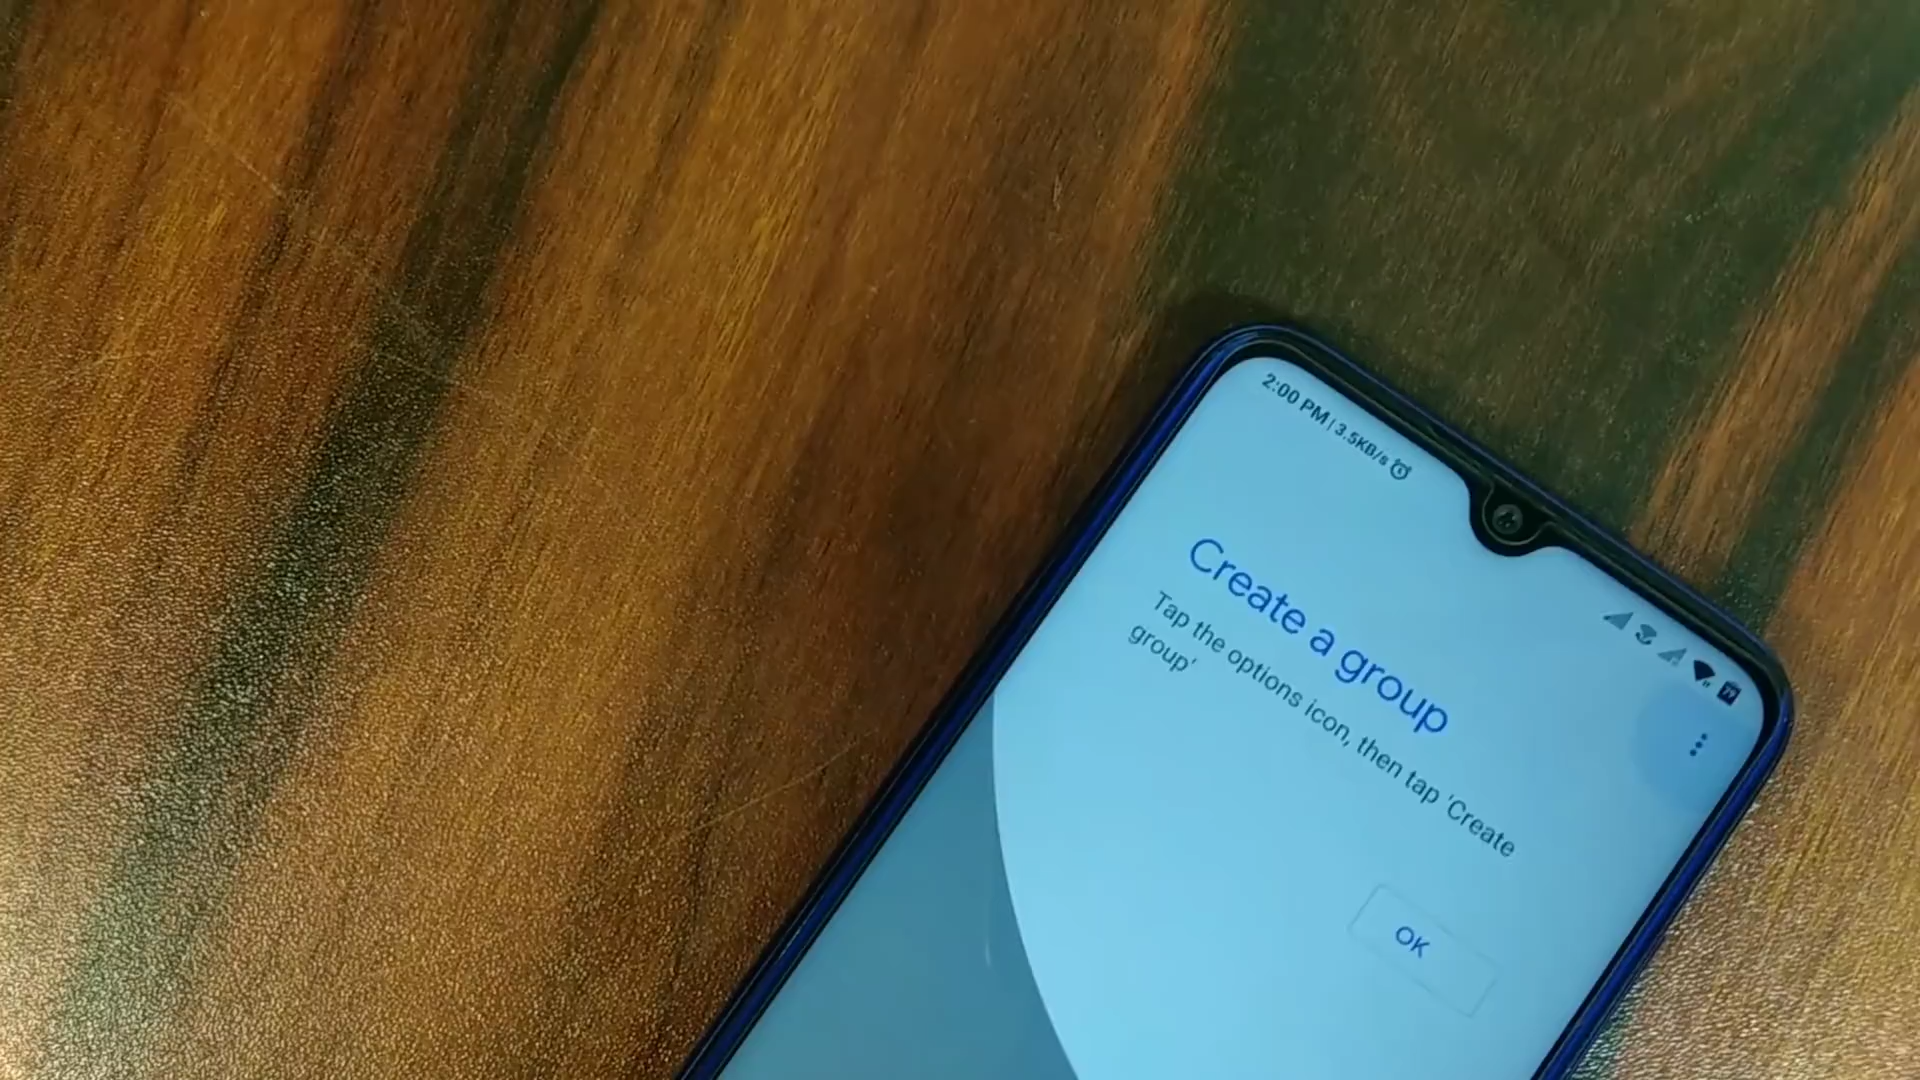 2:00 PM | 3.5KB/s
Create a group
Tap the options icon, then tap 'Create
group'
OK